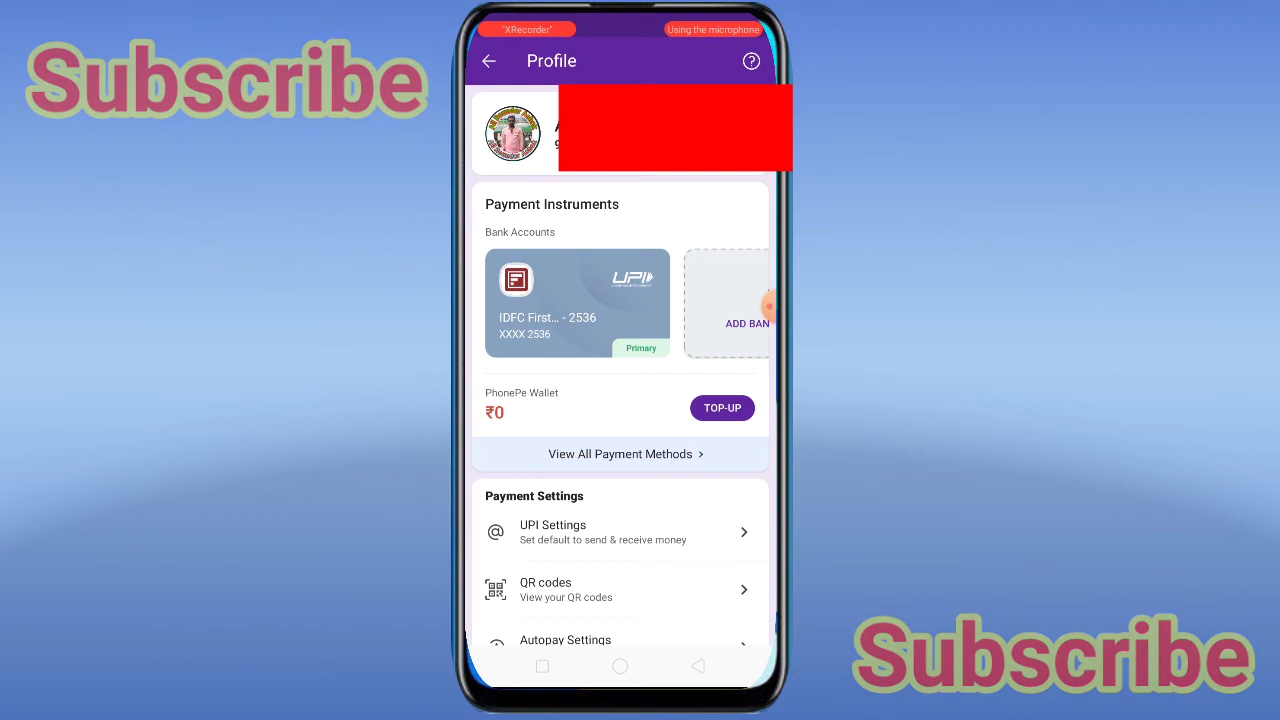 Subscribe
"XRecorder"
Using the microphone
Profile
Payment Instruments
Bank Accounts
UPI
IDFC First... - 2536
XXXX 2536
Primary
ADD BAN
PhonePe Wallet
₹0
TOP-UP
View All Payment Methods
Payment Settings
UPI Settings
Set default to send & receive money
QR codes
View your QR codes
Autopay Settings
Subscribe